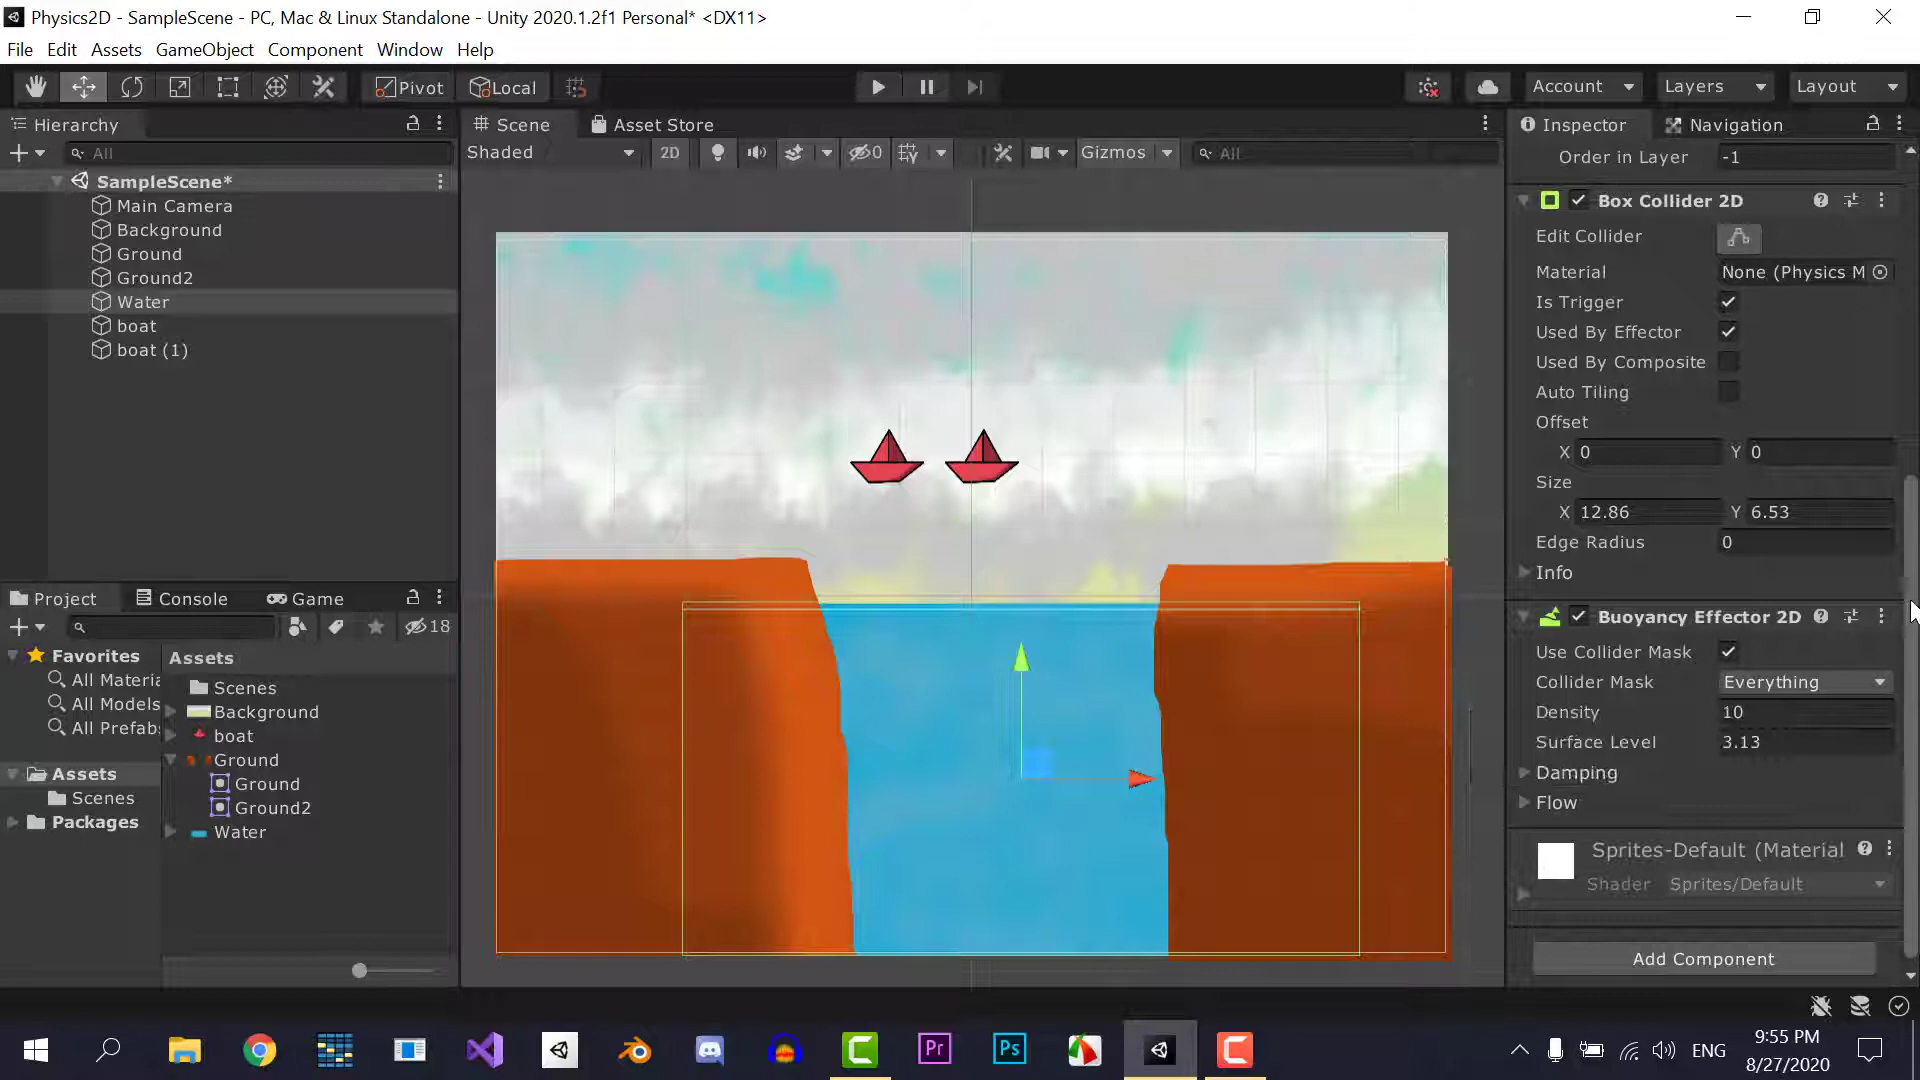 Physics2D - SampleScene - PC, Mac & Linux Standalone - Unity 2020.1.2f1 Personal* <DX11>
File Edit Assets GameObject Component Window Help
Pivot Local Account Layers Layout
Hierarchy
All
SampleScene*
Main Camera
Background
Ground
Ground2
Water
boat
boat (1)
Scene Asset Store
Shaded 2D 0 Gizmos All
Project Console Game
18
Favorites
All Materia
All Models
All Prefab
Assets
Scenes
Packages
Assets
Scenes
Background
boat
Ground
Ground
Ground2
Water
Inspector Navigation
Order in Layer -1
Box Collider 2D
Edit Collider
Material None (Physics M
Is Trigger
Used By Effector
Used By Composite
Auto Tiling
Offset
X 0 Y 0
Size
X 12.86 Y 6.53
Edge Radius 0
Info
Buoyancy Effector 2D
Use Collider Mask
Collider Mask Everything
Density 10
Surface Level 3.13
Damping
Flow
Sprites-Default (Material
Shader Sprites/Default
Add Component
Pr Ps
ENG
9:55 PM
8/27/2020